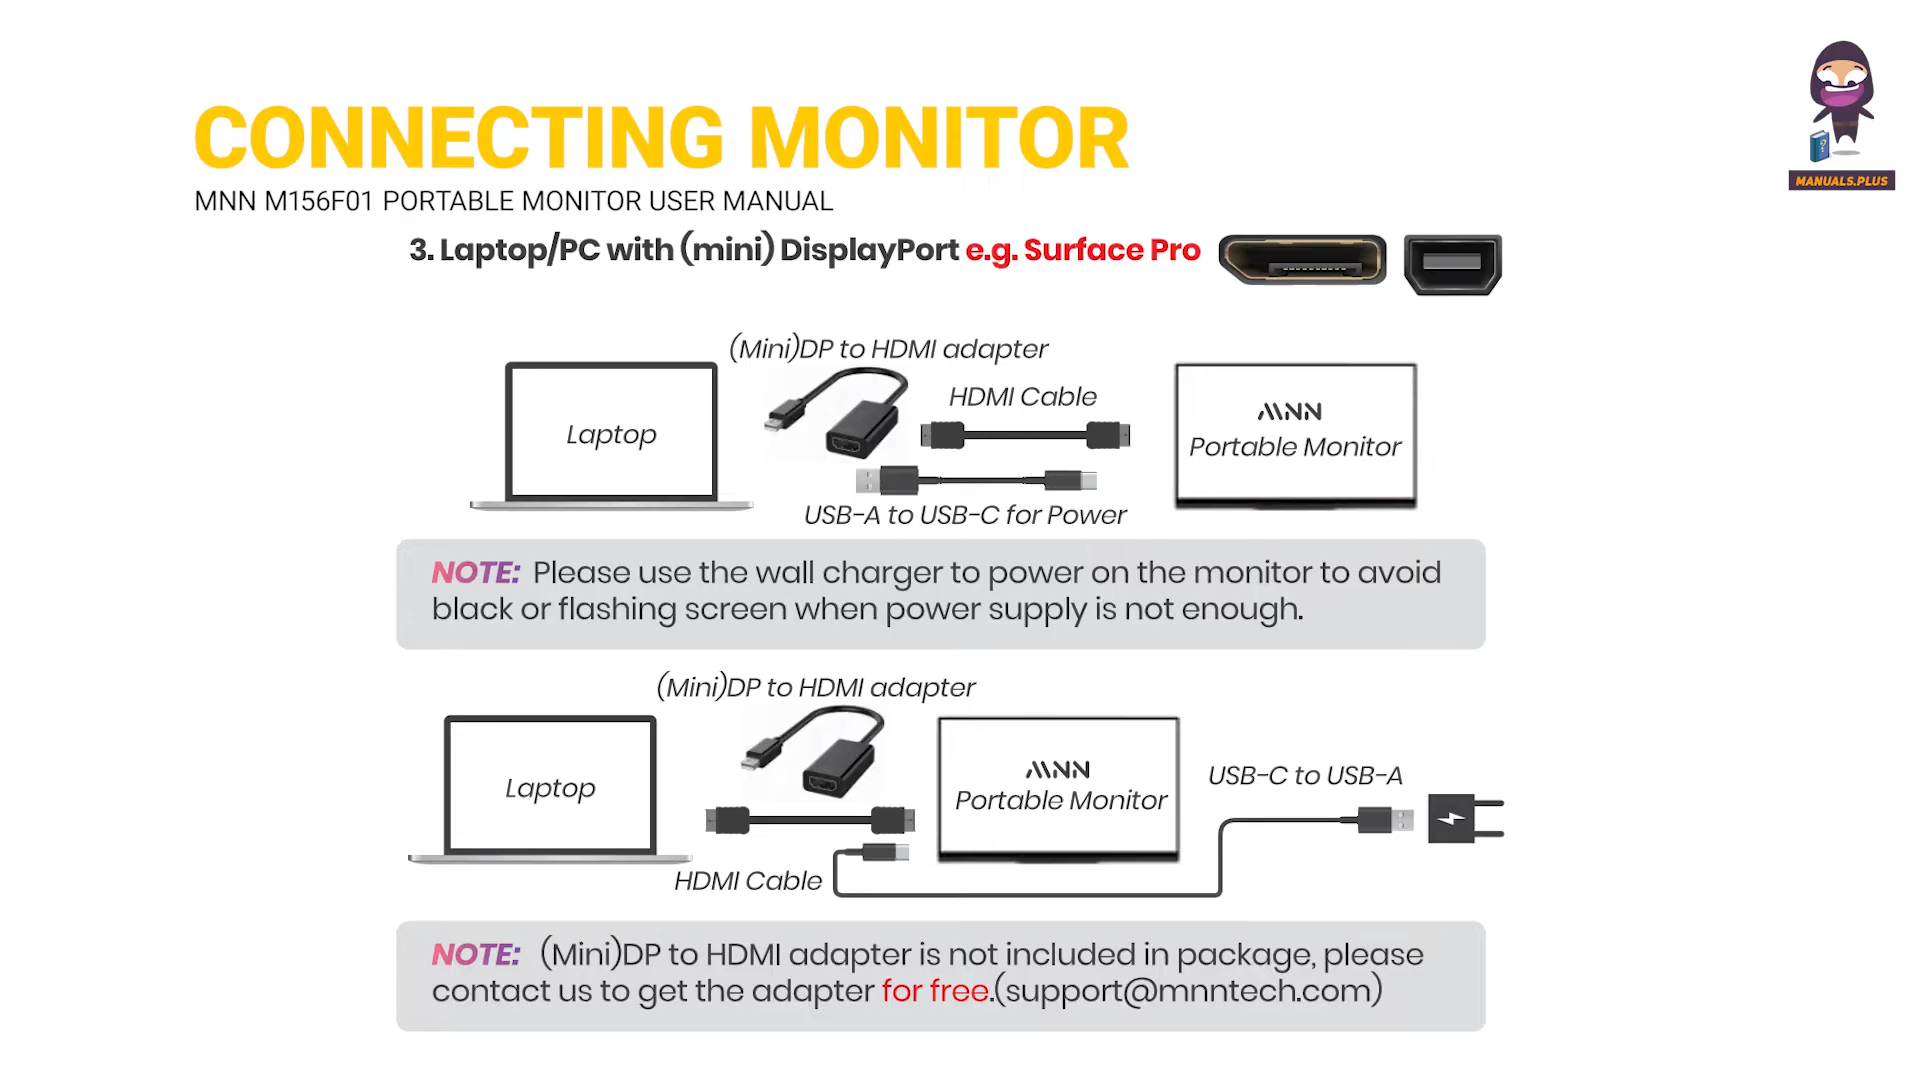 CONNECTING MONITOR
MNN M156F01 PORTABLE MONITOR USER MANUAL
MANUALS.PLUS
3. Laptop/PC with (mini) DisplayPort e.g. Surface Pro
(Mini)DP to HDMI adapter
HDMI Cable
Laptop
MNN
Portable Monitor
USB-A to USB-C for Power
NOTE: Please use the wall charger to power on the monitor to avoid
black or flashing screen when power supply is not enough.
(Mini)DP to HDMI adapter
Laptop
MNN
Portable Monitor
USB-C to USB-A
HDMI Cable
NOTE: (Mini)DP to HDMI adapter is not included in package, please
contact us to get the adapter for free.(support@mnntech.com)